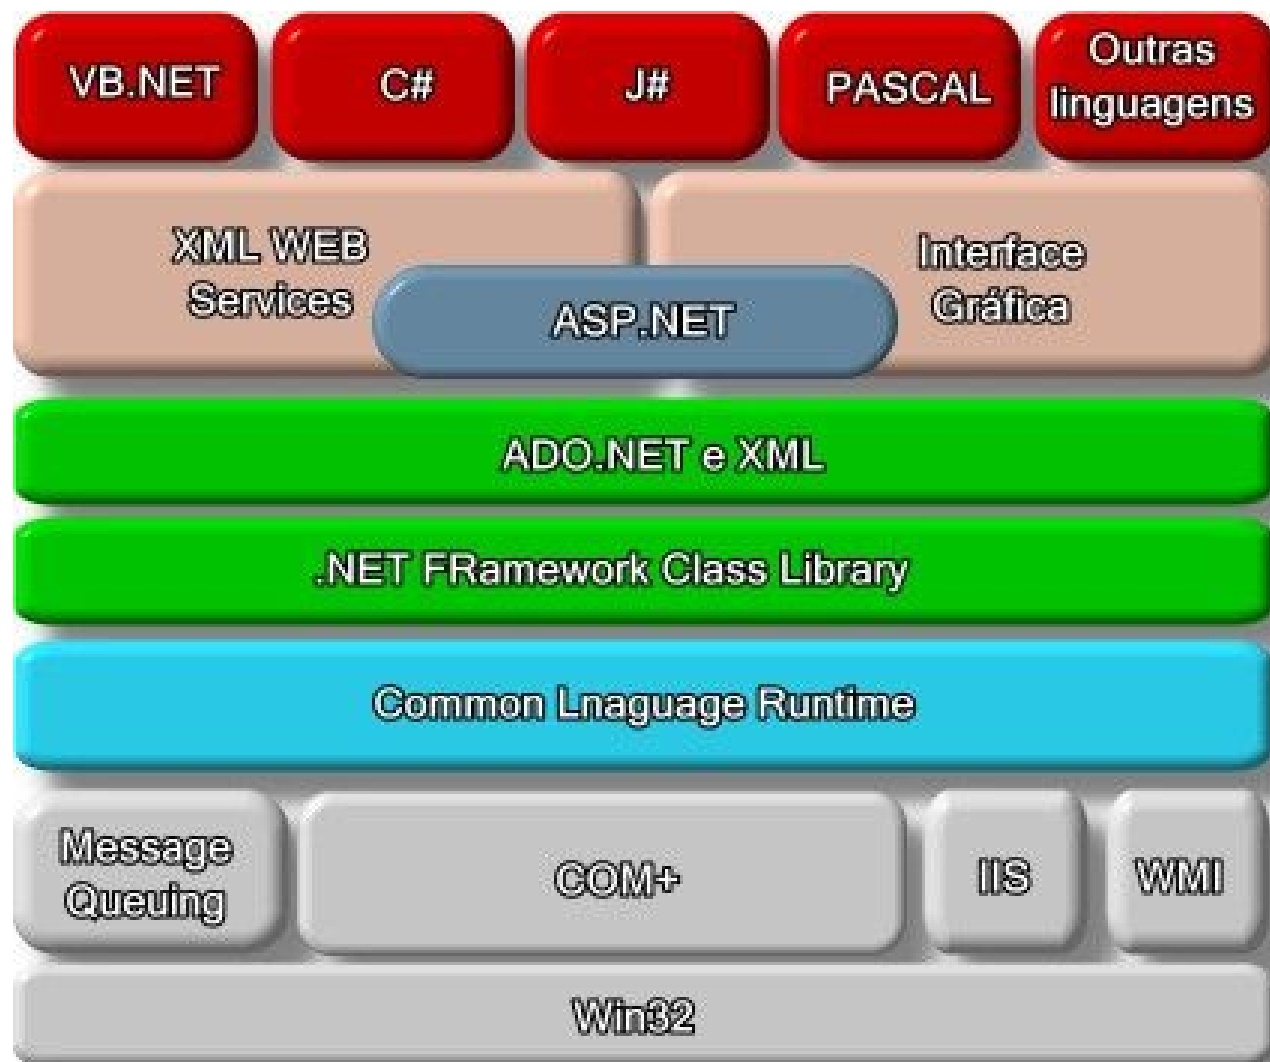 VB.NET
C#
J#
PASCAL
Outras
linguagens
XML WEB
Services
ASP.NET
Interface
Gráfica
ADO.NET e XML
.NET FRamework Class Library
Common Lnaguage Runtime
Message
Queuing
COM+
IIS
WMI
Win32